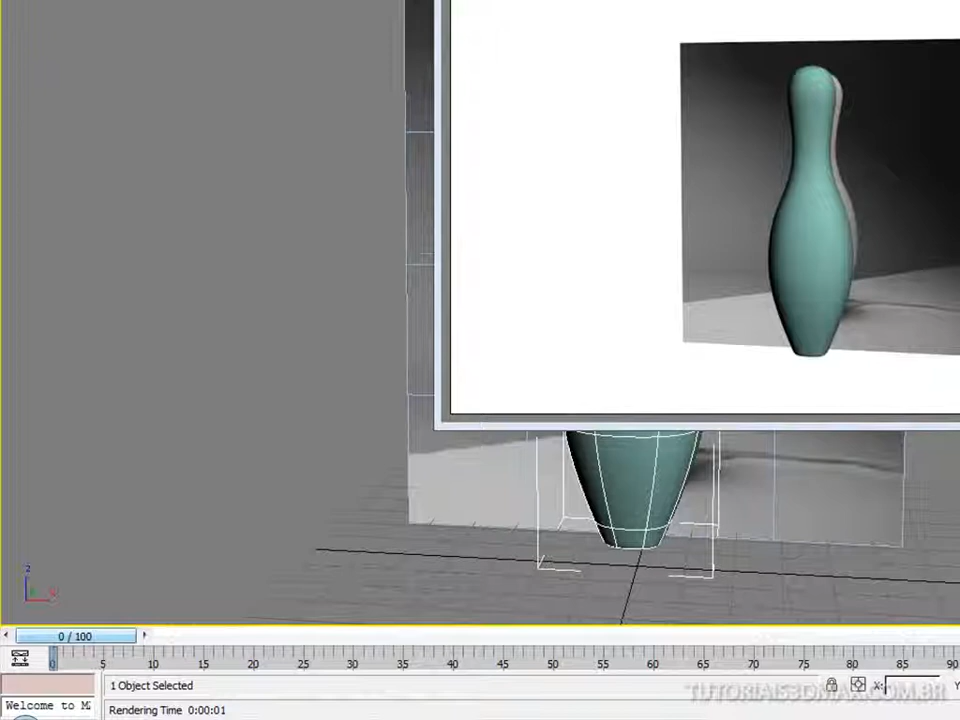 z
0 / 100
0 5 10 15 20 25 30 35 40 45 50 55 60 65 70 75 80 85 90
1 Object Selected
X:
TUTORIAIS3DMAX.COM.BR
Welcome to M
Rendering Time 0:00:01